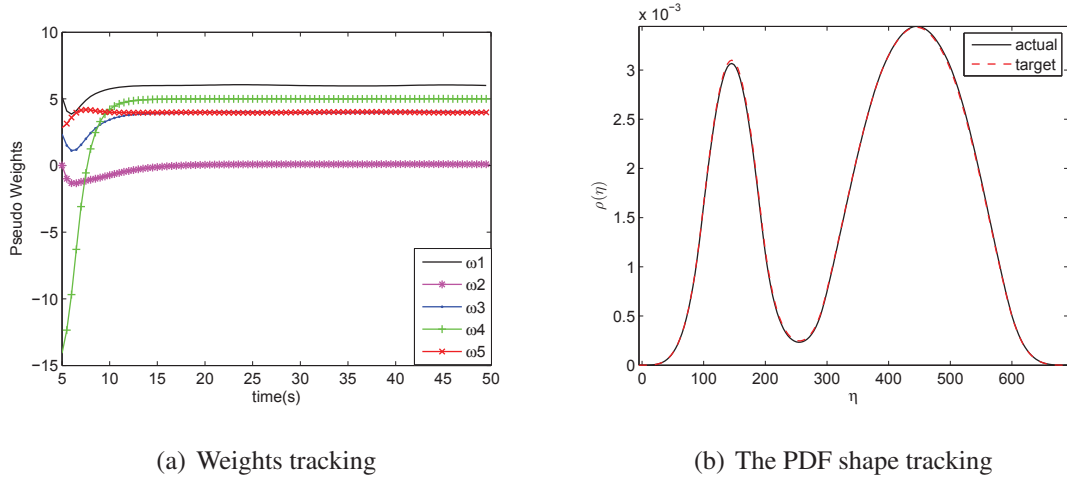 10
5
0
−5
−10
−15
Pseudo Weights
5
10
15
20
25
30
35
40
45
50
time(s)
ω1
ω2
ω3
ω4
ω5
(a) Weights tracking
x 10⁻³
3
2.5
2
1.5
1
0.5
0
ρ(η)
0
100
200
300
400
500
600
η
actual
target
(b) The PDF shape tracking